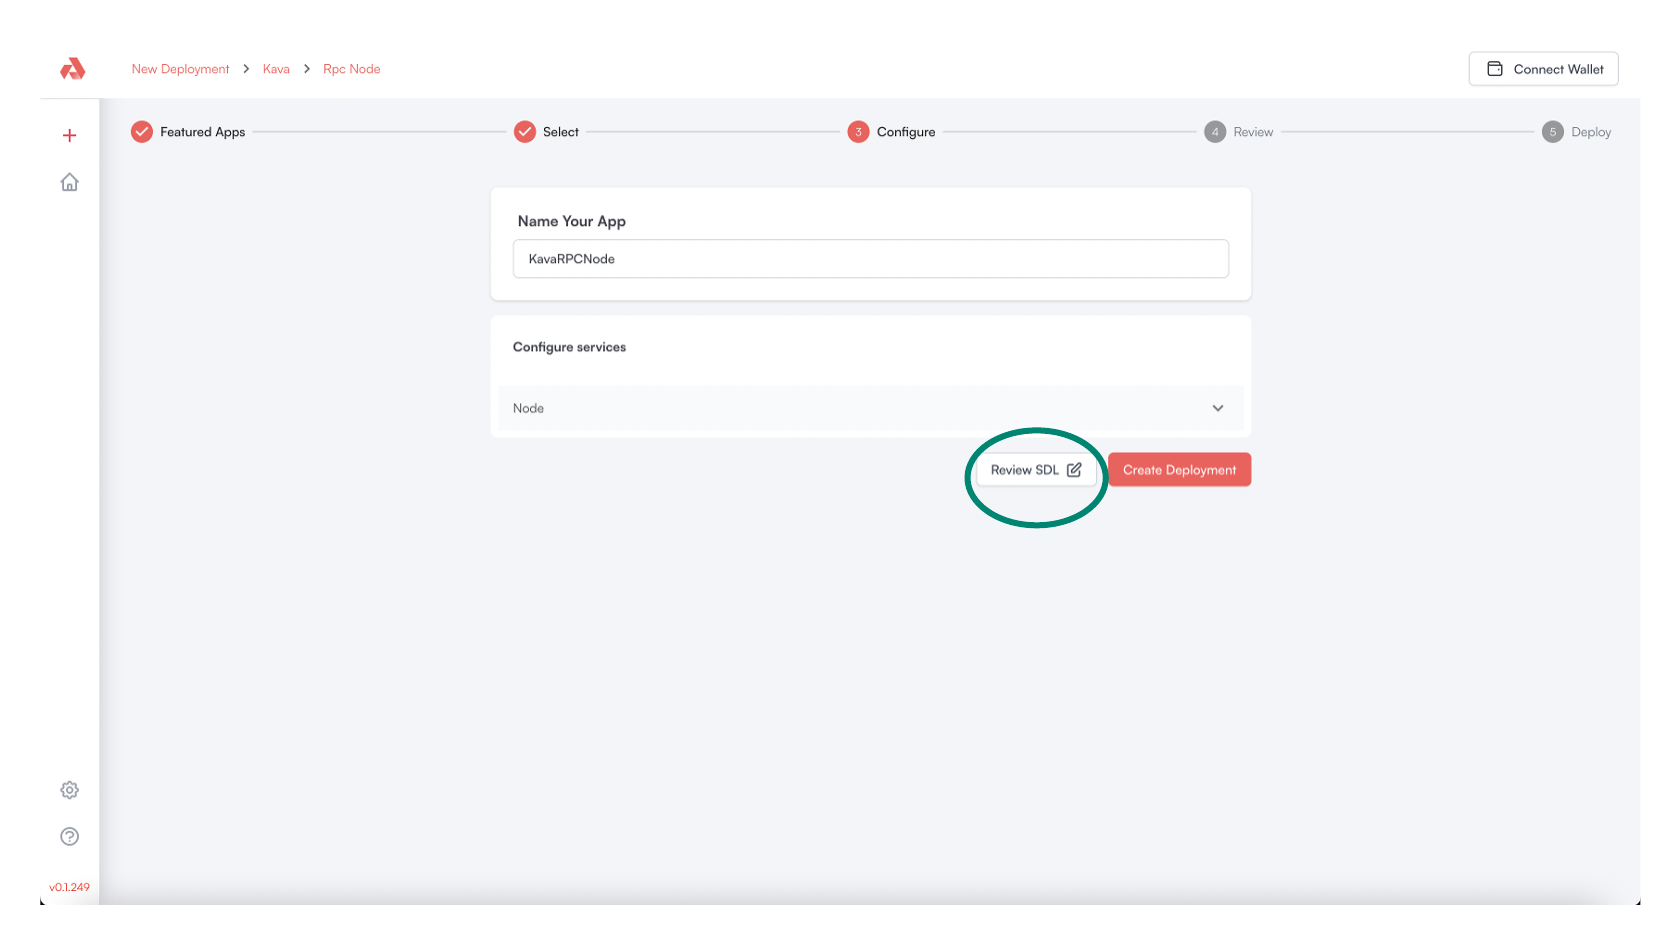 New Deployment > Kava > Rpc Node
Connect Wallet
Featured Apps
Select
3 Configure
4 Review
5 Deploy
Name Your App
KavaRPCNode
Configure services
Node
Review SDL
Create Deployment
v0.1.249